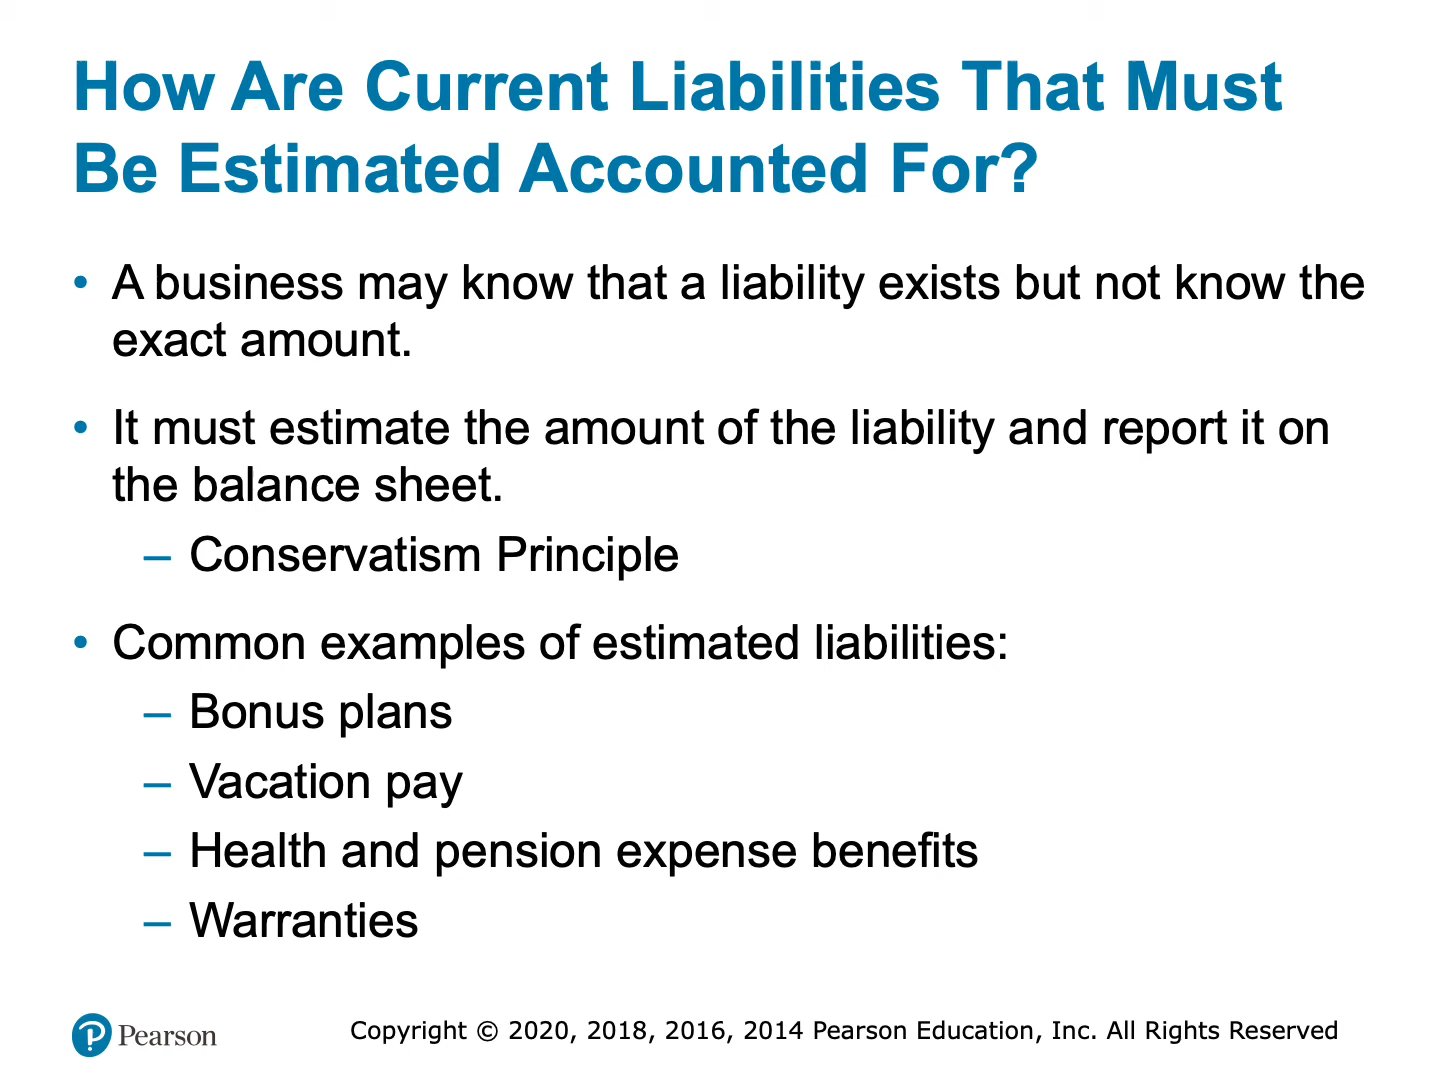 How Are Current Liabilities That Must
Be Estimated Accounted For?
• A business may know that a liability exists but not know the
exact amount.
• It must estimate the amount of the liability and report it on
the balance sheet.
– Conservatism Principle
• Common examples of estimated liabilities:
– Bonus plans
– Vacation pay
– Health and pension expense benefits
– Warranties
P Pearson
Copyright © 2020, 2018, 2016, 2014 Pearson Education, Inc. All Rights Reserved